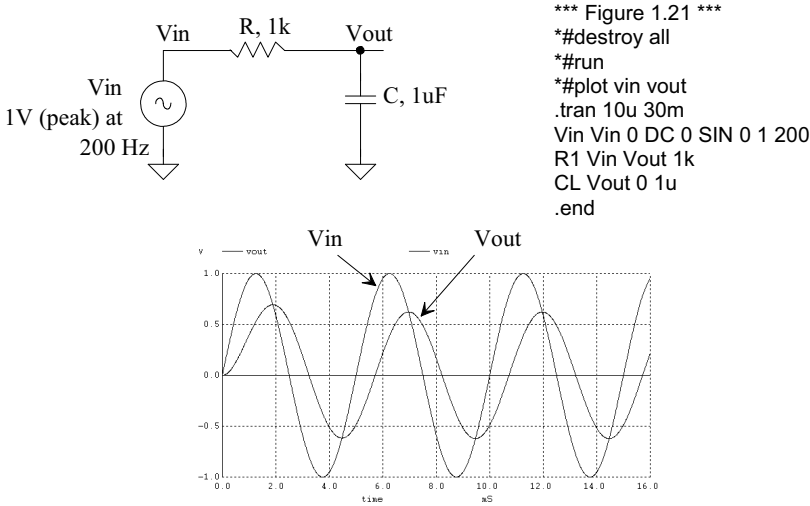 Vin
R, 1k
Vout
Vin
1V (peak) at
200 Hz
C, 1uF
*** Figure 1.21 ***
*#destroy all
*#run
*#plot vin vout
.tran 10u 30m
Vin Vin 0 DC 0 SIN 0 1 200
R1 Vin Vout 1k
CL Vout 0 1u
.end
Vin
Vout
V
vout
vin
1.0
0.5
0.0
-0.5
-1.0
0.0 2.0 4.0 6.0 8.0 10.0 12.0 14.0 16.0
time
mS